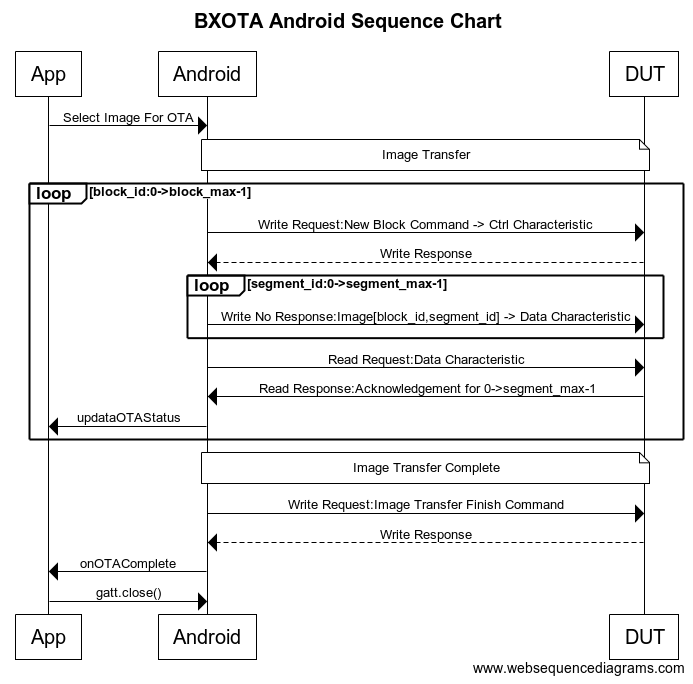 BXOTA Android Sequence Chart
App
Android
DUT
Select Image For OTA
Image Transfer
loop [block_id:0->block_max-1]
Write Request:New Block Command -> Ctrl Characteristic
Write Response
loop [segment_id:0->segment_max-1]
Write No Response:Image[block_id,segment_id] -> Data Characteristic
Read Request:Data Characteristic
Read Response:Acknowledgement for 0->segment_max-1
updataOTAStatus
Image Transfer Complete
Write Request:Image Transfer Finish Command
Write Response
onOTAComplete
gatt.close()
App
Android
DUT
www.websequencediagrams.com